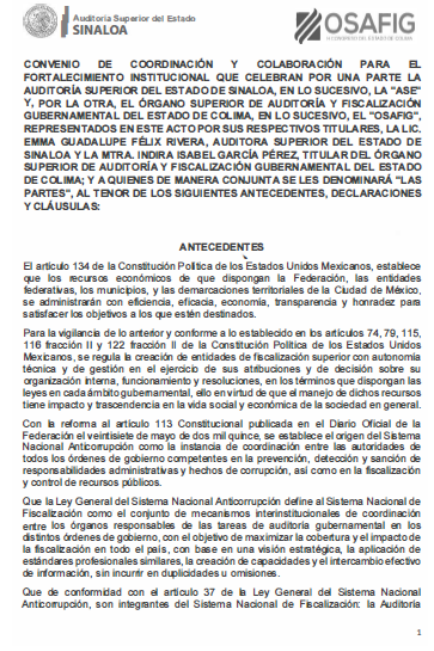 Auditoría Superior del Estado
SINALOA
OSAFIG
H. CONGRESO DEL ESTADO DE COLIMA
CONVENIO DE COORDINACIÓN Y COLABORACIÓN PARA EL
FORTALECIMIENTO INSTITUCIONAL QUE CELEBRAN POR UNA PARTE LA
AUDITORÍA SUPERIOR DEL ESTADO DE SINALOA, EN LO SUCESIVO, LA "ASE"
Y, POR LA OTRA, EL ÓRGANO SUPERIOR DE AUDITORÍA Y FISCALIZACIÓN
GUBERNAMENTAL DEL ESTADO DE COLIMA, EN LO SUCESIVO, EL "OSAFIG",
REPRESENTADOS EN ESTE ACTO POR SUS RESPECTIVOS TITULARES, LA LIC.
EMMA GUADALUPE FÉLIX RIVERA, AUDITORA SUPERIOR DEL ESTADO DE
SINALOA Y LA MTRA. INDIRA ISABEL GARCÍA PÉREZ, TITULAR DEL ÓRGANO
SUPERIOR DE AUDITORÍA Y FISCALIZACIÓN GUBERNAMENTAL DEL ESTADO
DE COLIMA; Y A QUIENES DE MANERA CONJUNTA SE LES DENOMINARÁ "LAS
PARTES", AL TENOR DE LOS SIGUIENTES ANTECEDENTES, DECLARACIONES
Y CLÁUSULAS:
ANTECEDENTES
El artículo 134 de la Constitución Política de los Estados Unidos Mexicanos, establece
que los recursos económicos de que dispongan la Federación, las entidades
federativas, los municipios, y las demarcaciones territoriales de la Ciudad de México,
se administrarán con eficiencia, eficacia, economía, transparencia y honradez para
satisfacer los objetivos a los que estén destinados.
Para la vigilancia de lo anterior y conforme a lo establecido en los artículos 74, 79, 115,
116 fracción II y 122 fracción II de la Constitución Política de los Estados Unidos
Mexicanos, se regula la creación de entidades de fiscalización superior con autonomía
técnica y de gestión en el ejercicio de sus atribuciones y de decisión sobre su
organización interna, funcionamiento y resoluciones, en los términos que dispongan las
leyes en cada ámbito gubernamental, ello en virtud de que el manejo de dichos recursos
tiene impacto y trascendencia en la vida social y económica de la sociedad en general.
Con la reforma al artículo 113 Constitucional publicada en el Diario Oficial de la
Federación el veintisiete de mayo de dos mil quince, se establece el origen del Sistema
Nacional Anticorrupción como la instancia de coordinación entre las autoridades de
todos los órdenes de gobierno competentes en la prevención, detección y sanción de
responsabilidades administrativas y hechos de corrupción, así como en la fiscalización
y control de recursos públicos.
Que la Ley General del Sistema Nacional Anticorrupción define al Sistema Nacional de
Fiscalización como el conjunto de mecanismos interinstitucionales de coordinación
entre los órganos responsables de las tareas de auditoría gubernamental en los
distintos órdenes de gobierno, con el objetivo de maximizar la cobertura y el impacto de
la fiscalización en todo el país, con base en una visión estratégica, la aplicación de
estándares profesionales similares, la creación de capacidades y el intercambio efectivo
de información, sin incurrir en duplicidades u omisiones.
Que de conformidad con el artículo 37 de la Ley General del Sistema Nacional
Anticorrupción, son integrantes del Sistema Nacional de Fiscalización: la Auditoría
1